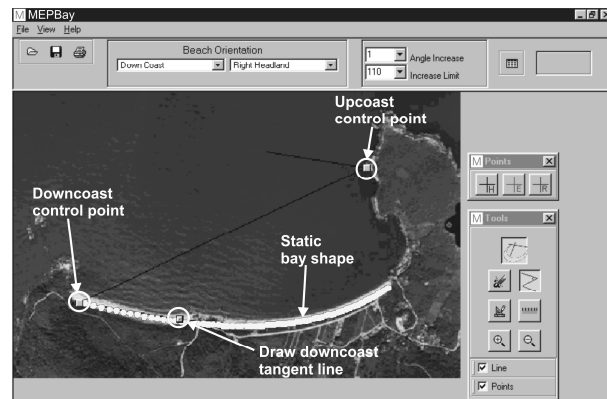 M MEPBay
File View Help
Beach Orientation
Down Coast
Right Headland
1
Angle Increase
110
Increase Limit
Upcoast
control point
Downcoast
control point
Static
bay shape
Draw downcoast
tangent line
M Points
H E R
M Tools
Line
Points